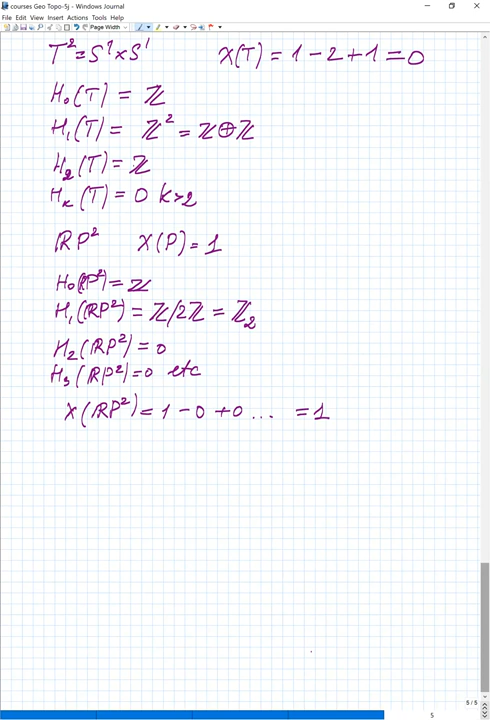 courses Geo Topo-5j - Windows Journal
File Edit View Insert Actions Tools Help
Page Width
T² = S¹ × S¹ χ(T) = 1 - 2 + 1 = 0
H₀(T) = ℤ
H₁(T) = ℤ² = ℤ ⊕ ℤ
H₂(T) = ℤ
Hₖ(T) = 0 k>2
ℝP² χ(P) = 1
H₀(ℝP²) = ℤ
H₁(ℝP²) = ℤ/2ℤ = ℤ₂
H₂(ℝP²) = 0
H₃(ℝP²) = 0 etc
χ(ℝP²) = 1 - 0 + 0 ... = 1
5 / 5
5